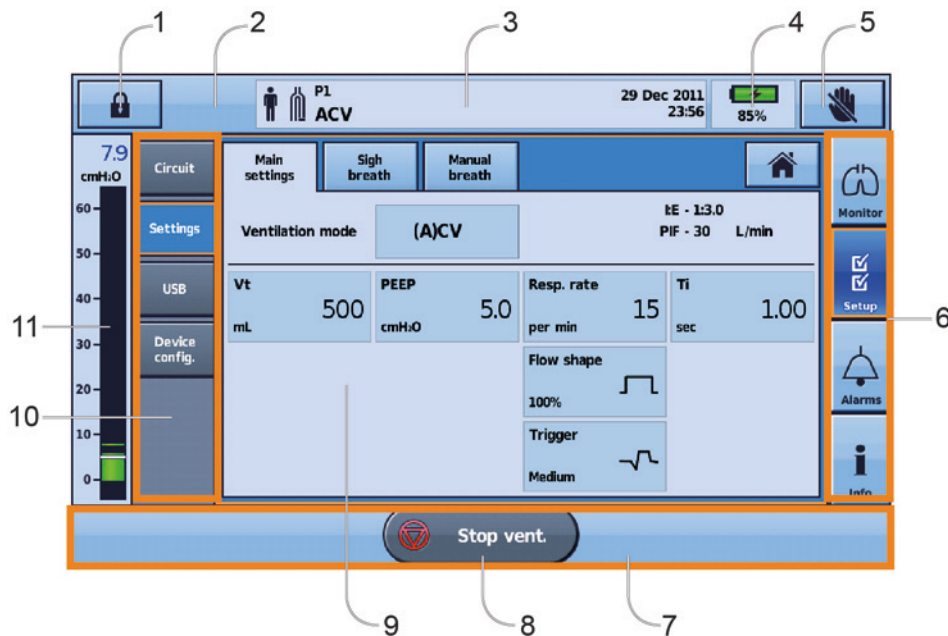 1
2
3
4
5
P1
ACV
29 Dec 2011
23:56
85%
7.9
cmH2O
60
50
40
30
20
10
0
Circuit
Settings
USB
Device
config.
Main
settings
Sigh
breath
Manual
breath
Ventilation mode
(A)CV
I:E - 1:3.0
PIF - 30 L/min
Vt
500
mL
PEEP
5.0
cmH2O
Resp. rate
15
per min
Ti
1.00
sec
Flow shape
100%
Trigger
Medium
Monitor
Setup
Alarms
Info
6
11
10
Stop vent.
9
8
7